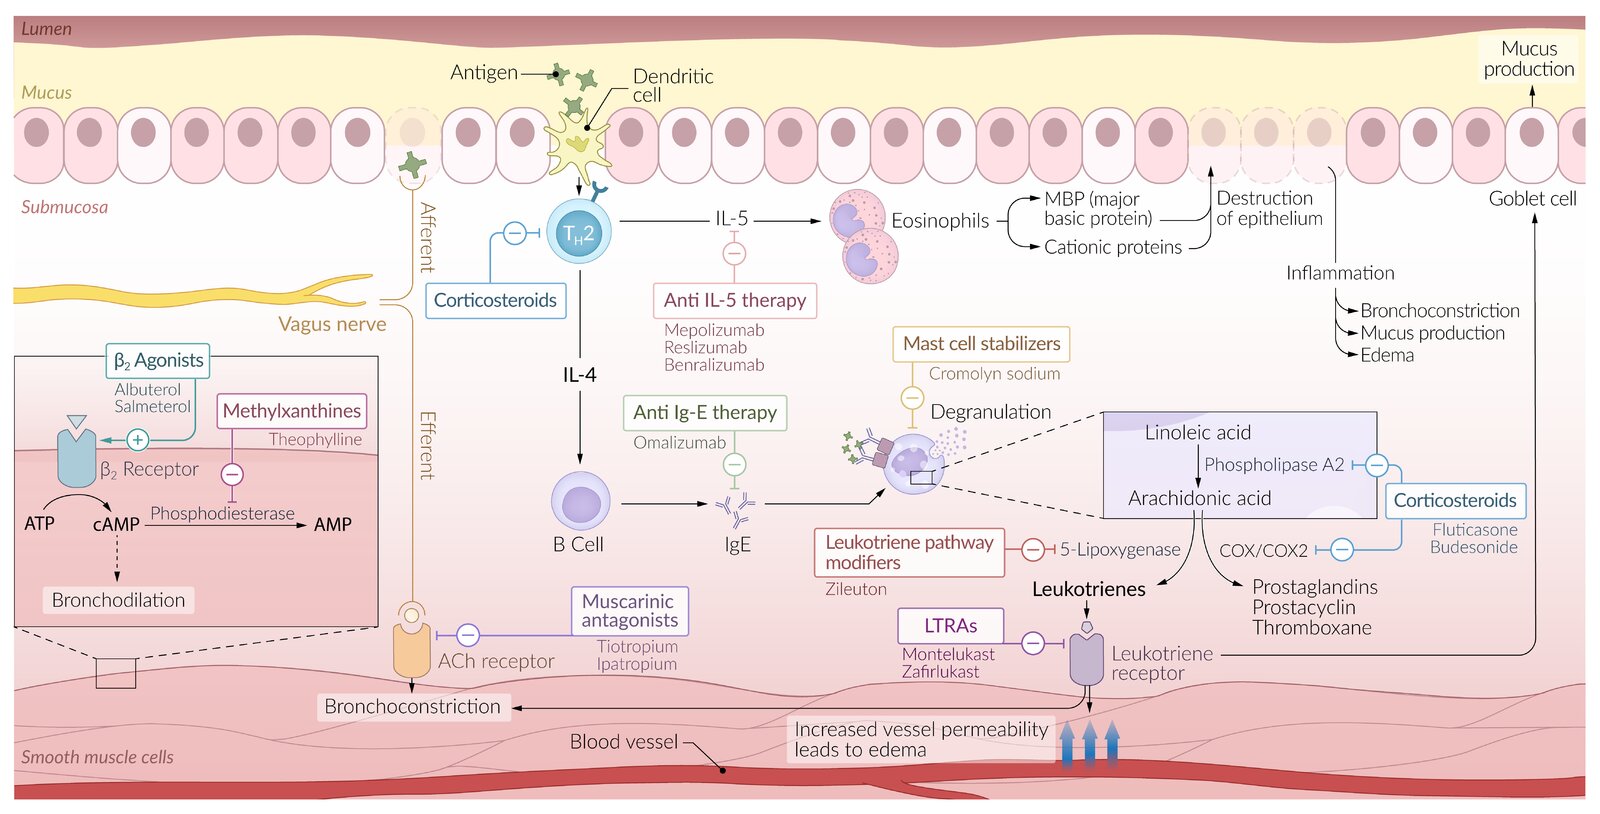 Lumen
Mucus
production
Antigen
Dendritic
cell
Mucus
Submucosa
Afferent
T_H2
IL-5
Eosinophils
MBP (major
basic protein)
Cationic proteins
Destruction
of epithelium
Goblet cell
Inflammation
Bronchoconstriction
Mucus production
Edema
Corticosteroids
Anti IL-5 therapy
Mepolizumab
Reslizumab
Benralizumab
Vagus nerve
Mast cell stabilizers
Cromolyn sodium
Degranulation
IL-4
β₂ Agonists
Albuterol
Salmeterol
Methylxanthines
Theophylline
+
β₂ Receptor
ATP
cAMP
Phosphodiesterase
AMP
Bronchodilation
Efferent
Anti Ig-E therapy
Omalizumab
B Cell
IgE
Linoleic acid
Phospholipase A2
Arachidonic acid
Corticosteroids
Fluticasone
Budesonide
Leukotriene pathway
modifiers
Zileuton
5-Lipoxygenase
COX/COX2
Leukotrienes
Prostaglandins
Prostacyclin
Thromboxane
Muscarinic
antagonists
Tiotropium
Ipatropium
ACh receptor
LTRAs
Montelukast
Zafirlukast
Leukotriene
receptor
Bronchoconstriction
Increased vessel permeability
leads to edema
Blood vessel
Smooth muscle cells